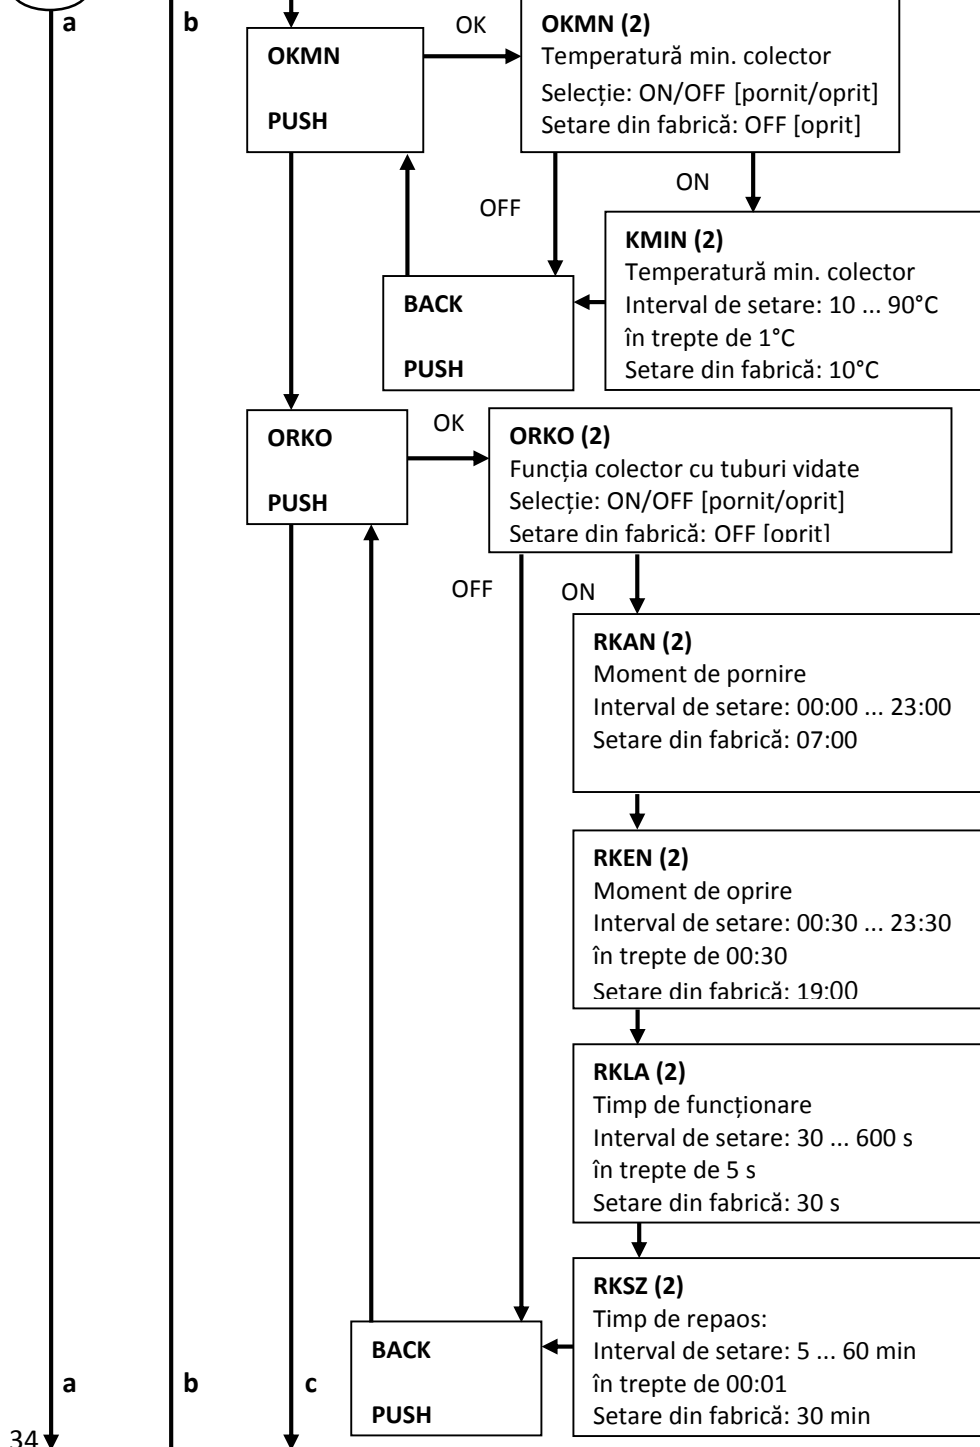 a
b
OKMN
PUSH
OK
OKMN (2)
Temperatură min. colector
Selecție: ON/OFF [pornit/oprit]
Setare din fabrică: OFF [oprit]
OFF
ON
KMIN (2)
Temperatură min. colector
Interval de setare: 10 ... 90°C
în trepte de 1°C
Setare din fabrică: 10°C
BACK
PUSH
ORKO
PUSH
OK
ORKO (2)
Funcția colector cu tuburi vidate
Selecție: ON/OFF [pornit/oprit]
Setare din fabrică: OFF [oprit]
OFF
ON
RKAN (2)
Moment de pornire
Interval de setare: 00:00 ... 23:00
Setare din fabrică: 07:00
RKEN (2)
Moment de oprire
Interval de setare: 00:30 ... 23:30
în trepte de 00:30
Setare din fabrică: 19:00
RKLA (2)
Timp de funcționare
Interval de setare: 30 ... 600 s
în trepte de 5 s
Setare din fabrică: 30 s
RKSZ (2)
Timp de repaos:
Interval de setare: 5 ... 60 min
în trepte de 00:01
Setare din fabrică: 30 min
BACK
PUSH
a
b
c
34